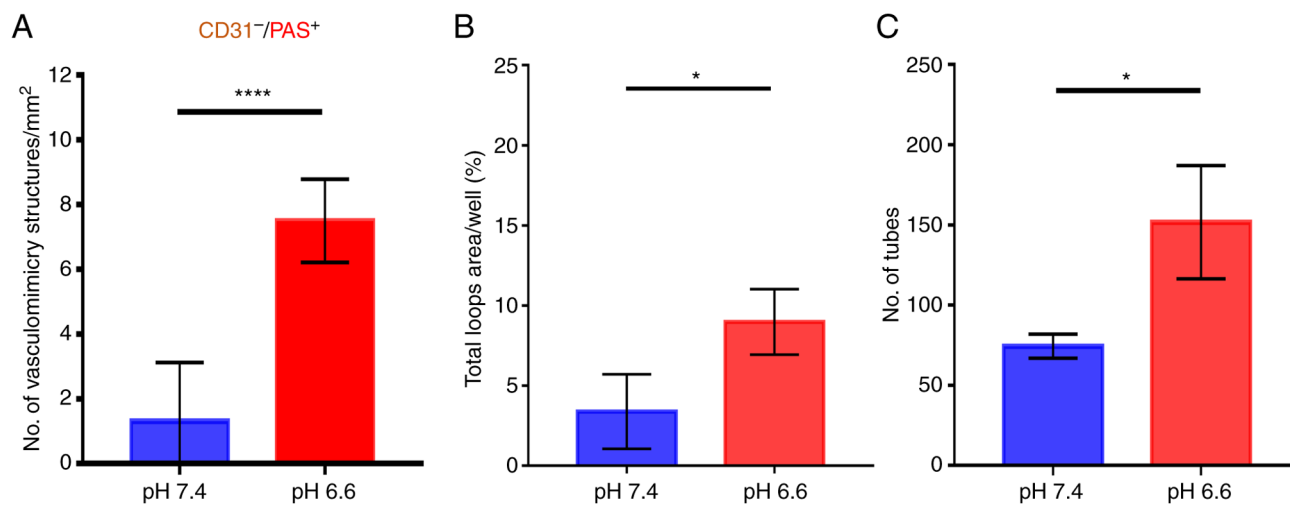 A
CD31⁻/PAS⁺
No. of vasculomimicry structures/mm²
12
10
8
6
4
2
0
****
pH 7.4
pH 6.6
B
Total loops area/well (%)
25
20
15
10
5
0
*
pH 7.4
pH 6.6
C
No. of tubes
250
200
150
100
50
0
*
pH 7.4
pH 6.6